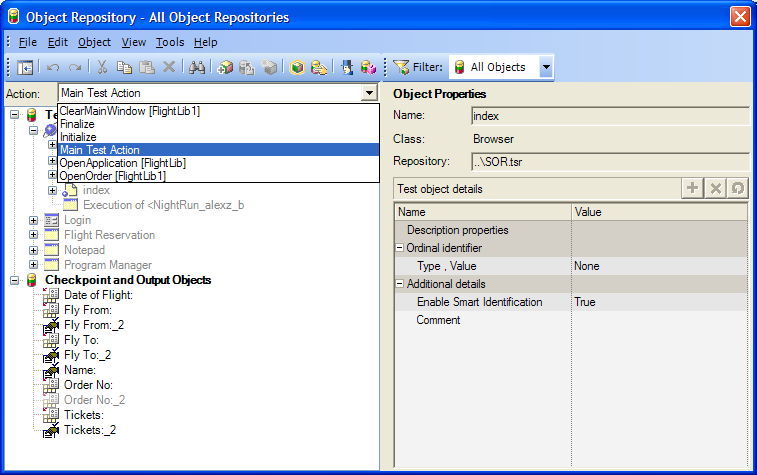 Object Repository - All Object Repositories
File Edit Object View Tools Help
Filter: All Objects
Action: Main Test Action
ClearMainWindow [FlightLib1]
Finalize
Initialize
Main Test Action
OpenApplication [FlightLib]
OpenOrder [FlightLib1]
index
Execution of <NightRun_alexz_b
Login
Flight Reservation
Notepad
Program Manager
Checkpoint and Output Objects
Date of Flight:
Fly From:
Fly From:_2
Fly To:
Fly To:_2
Name:
Order No:
Order No:_2
Tickets:
Tickets:_2
Object Properties
Name: index
Class: Browser
Repository: ..\SOR.tsr
Test object details
Name Value
Description properties
Ordinal identifier
Type , Value None
Additional details
Enable Smart Identification True
Comment